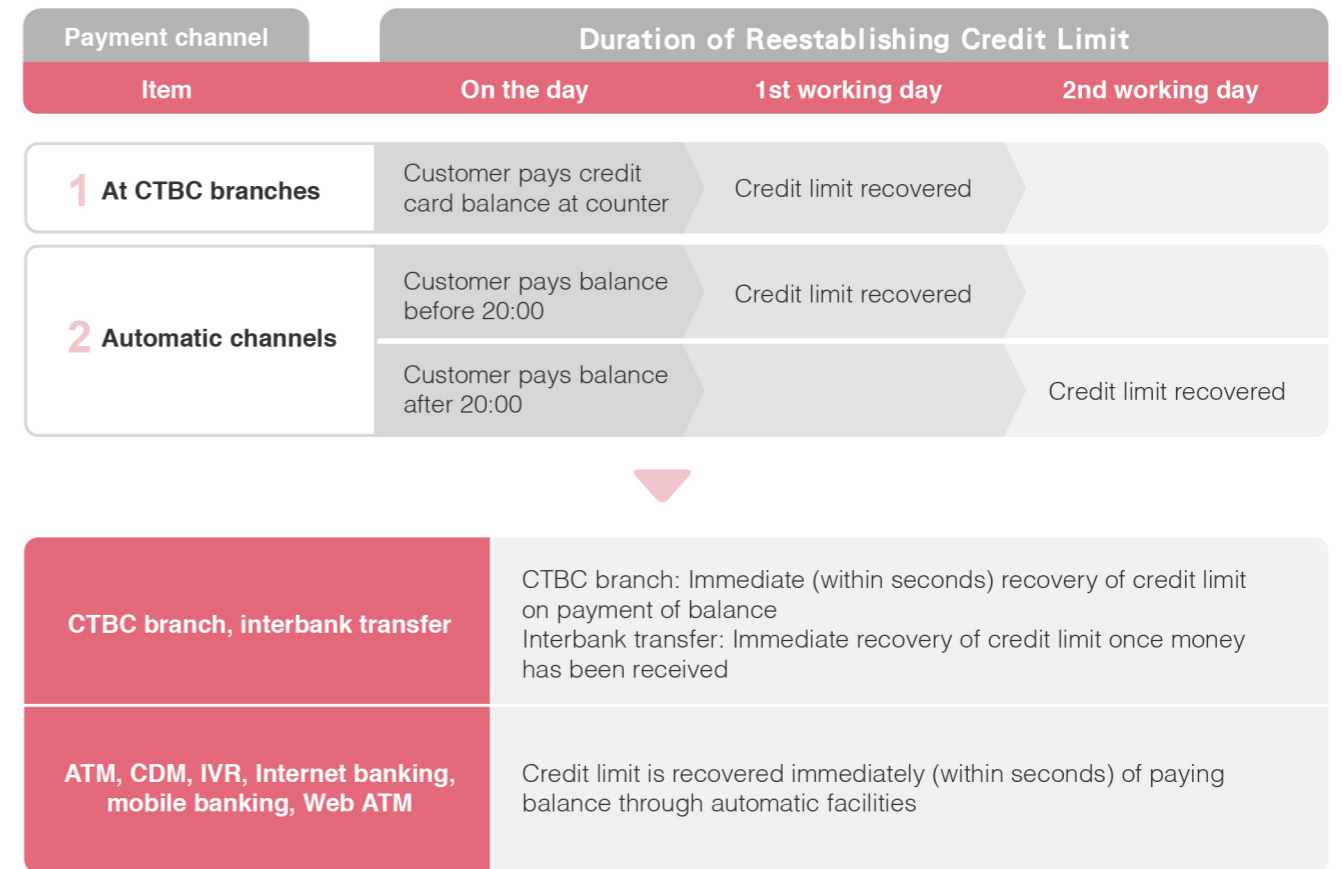 Payment channel
Duration of Reestablishing Credit Limit
Item
On the day
1st working day
2nd working day
1 At CTBC branches
Customer pays credit
card balance at counter
Credit limit recovered
2 Automatic channels
Customer pays balance
before 20:00
Credit limit recovered
Customer pays balance
after 20:00
Credit limit recovered
CTBC branch, interbank transfer
CTBC branch: Immediate (within seconds) recovery of credit limit
on payment of balance
Interbank transfer: Immediate recovery of credit limit once money
has been received
ATM, CDM, IVR, Internet banking,
mobile banking, Web ATM
Credit limit is recovered immediately (within seconds) of paying
balance through automatic facilities